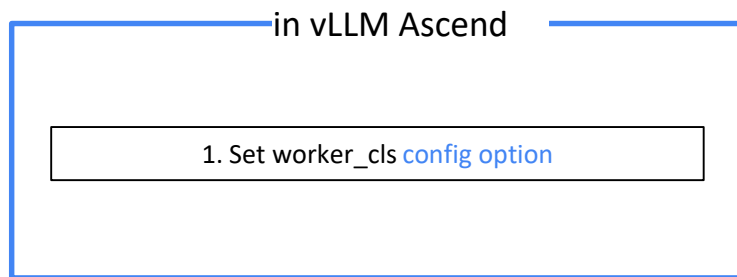 in vLLM Ascend
1. Set worker_cls config option